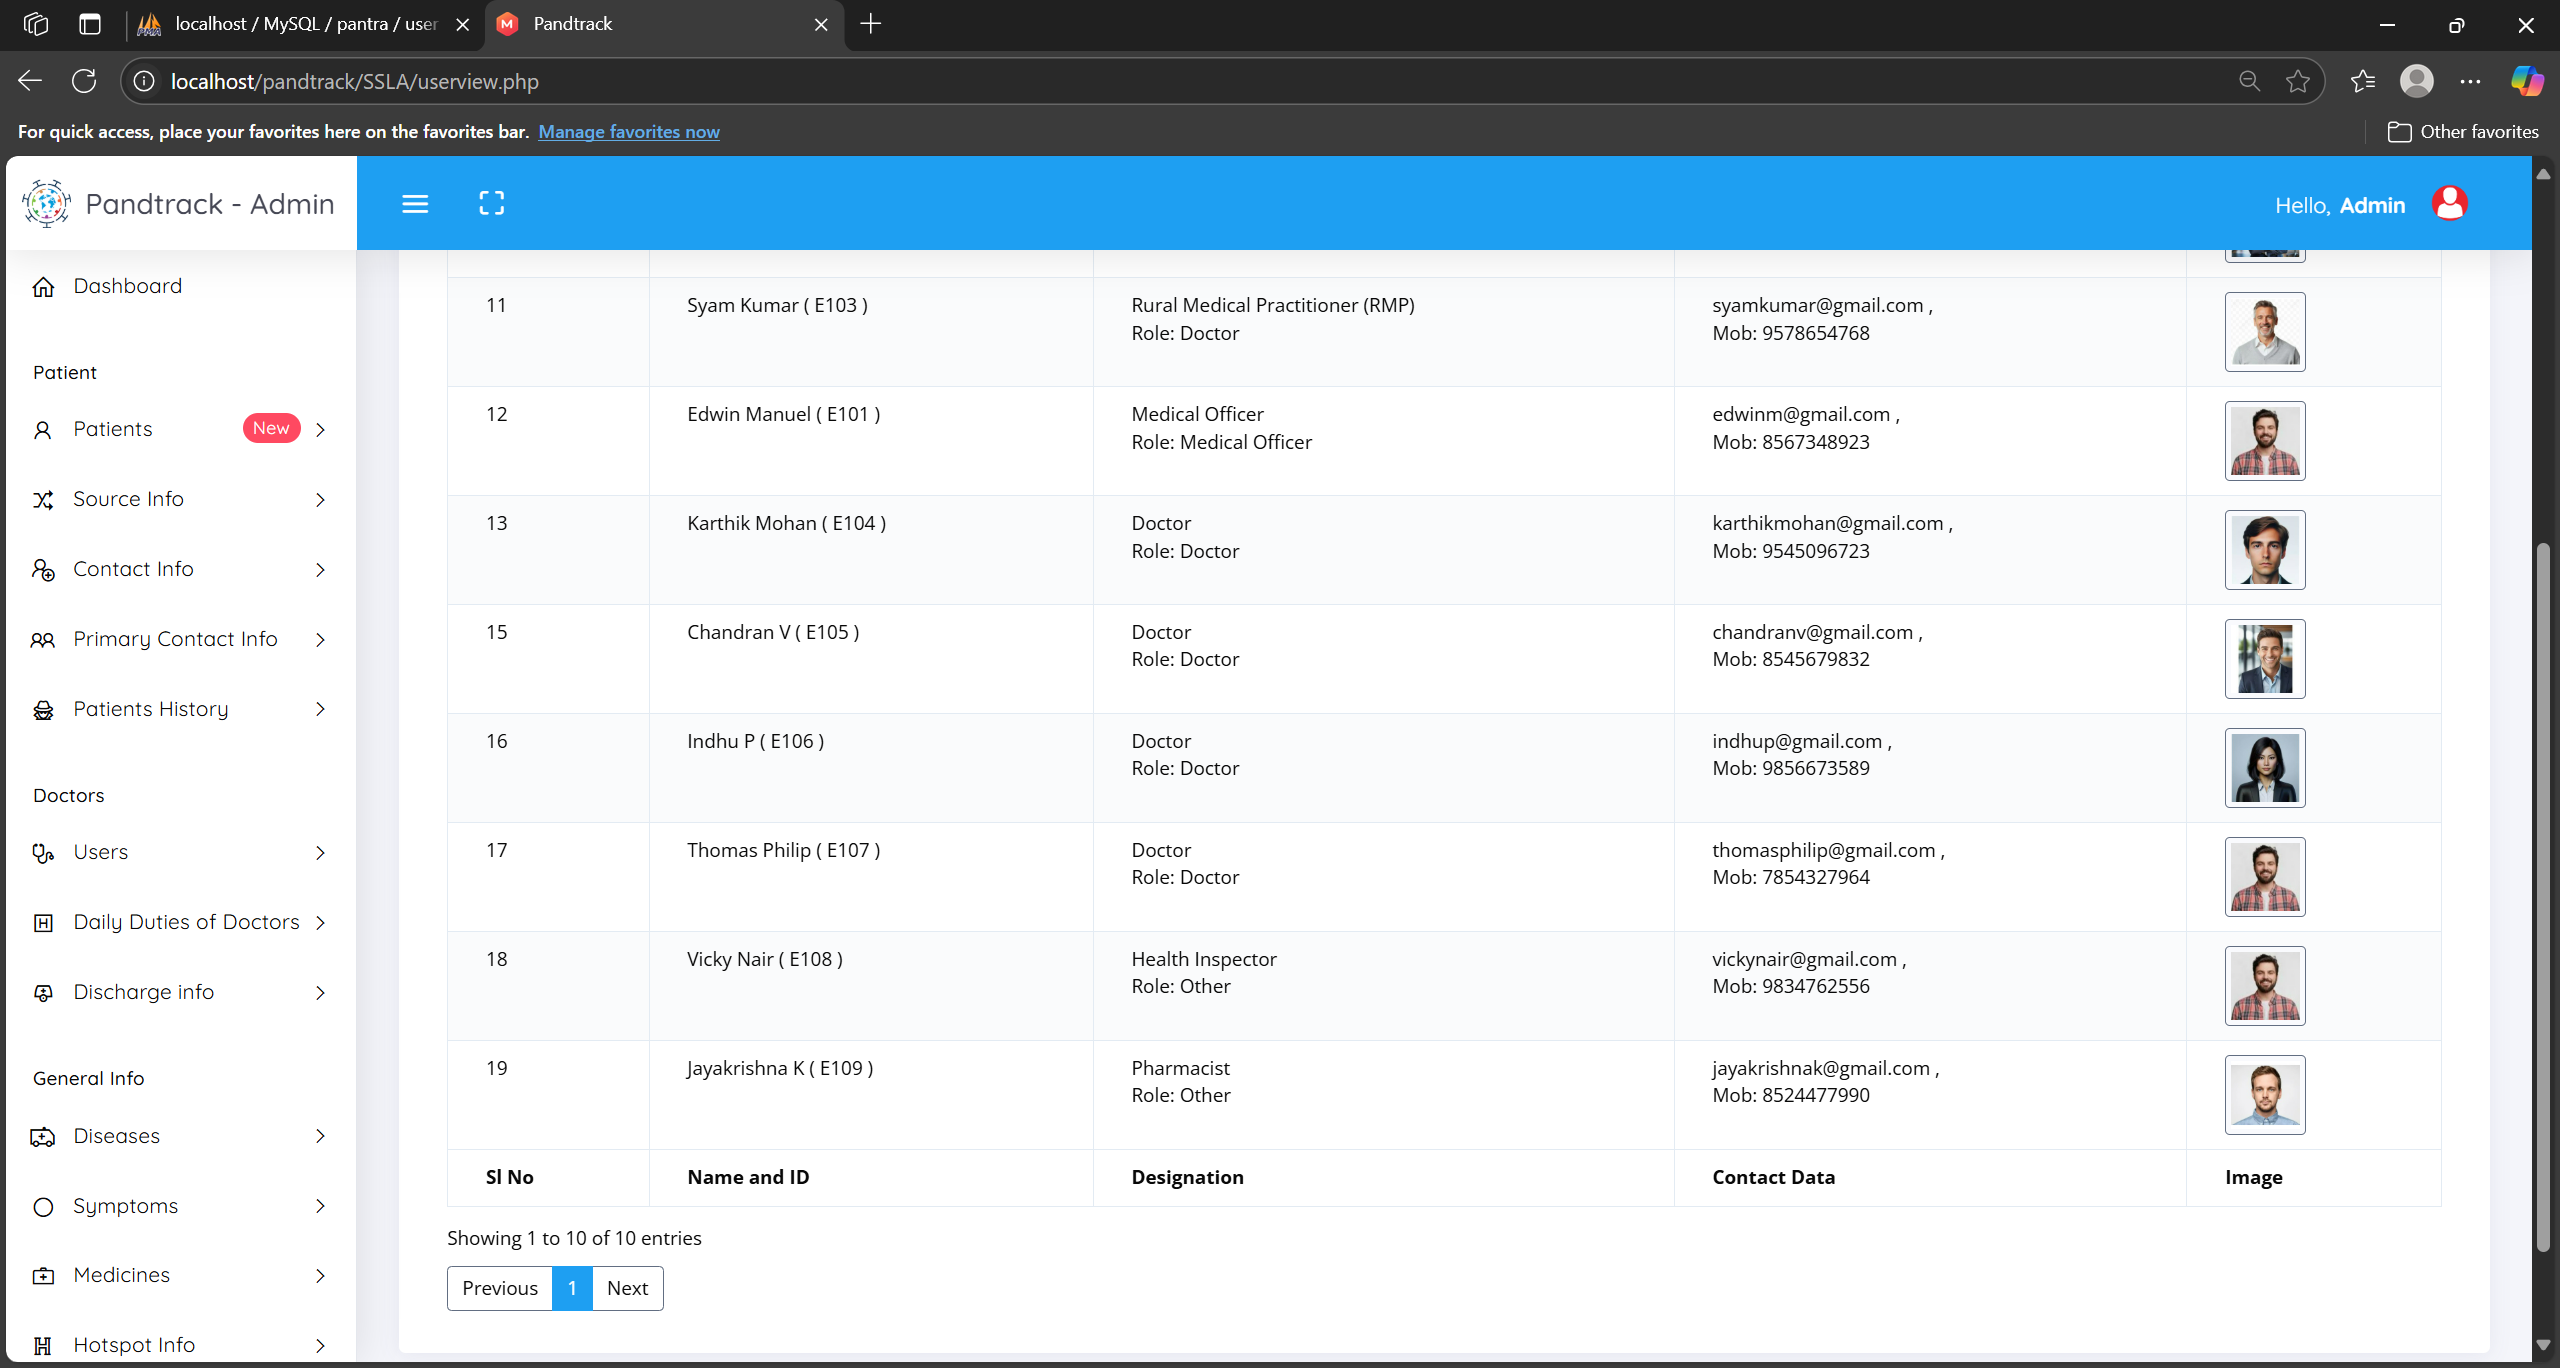 localhost / MySQL / pantra / user
Pandtrack
localhost/pandtrack/SSLA/userview.php
For quick access, place your favorites here on the favorites bar. Manage favorites now
Other favorites
Pandtrack - Admin
Hello, Admin
Dashboard
Patient
Patients New
Source Info
Contact Info
Primary Contact Info
Patients History
Doctors
Users
Daily Duties of Doctors
Discharge info
General Info
Diseases
Symptoms
Medicines
Hotspot Info
11 Syam Kumar ( E103 ) Rural Medical Practitioner (RMP) syamkumar@gmail.com ,
Role: Doctor Mob: 9578654768
12 Edwin Manuel ( E101 ) Medical Officer edwinm@gmail.com ,
Role: Medical Officer Mob: 8567348923
13 Karthik Mohan ( E104 ) Doctor karthikmohan@gmail.com ,
Role: Doctor Mob: 9545096723
15 Chandran V ( E105 ) Doctor chandranv@gmail.com ,
Role: Doctor Mob: 8545679832
16 Indhu P ( E106 ) Doctor indhup@gmail.com ,
Role: Doctor Mob: 9856673589
17 Thomas Philip ( E107 ) Doctor thomasphilip@gmail.com ,
Role: Doctor Mob: 7854327964
18 Vicky Nair ( E108 ) Health Inspector vickynair@gmail.com ,
Role: Other Mob: 9834762556
19 Jayakrishna K ( E109 ) Pharmacist jayakrishnak@gmail.com ,
Role: Other Mob: 8524477990
Sl No Name and ID Designation Contact Data Image
Showing 1 to 10 of 10 entries
Previous 1 Next